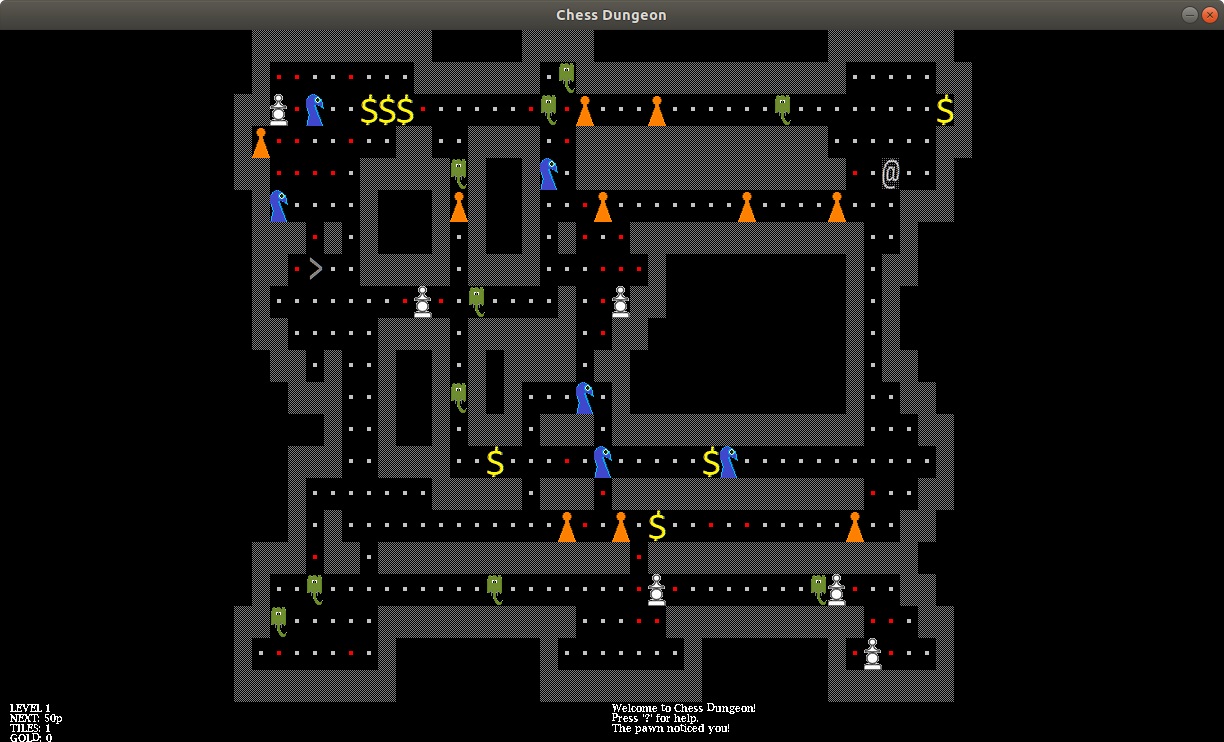 Chess Dungeon
$$$
$
@
>
$
$
$
LEVEL 1
NEXT: 50p
TILES: 1
GOLD: 0
Welcome to Chess Dungeon!
Press '?' for help.
The pawn noticed you!